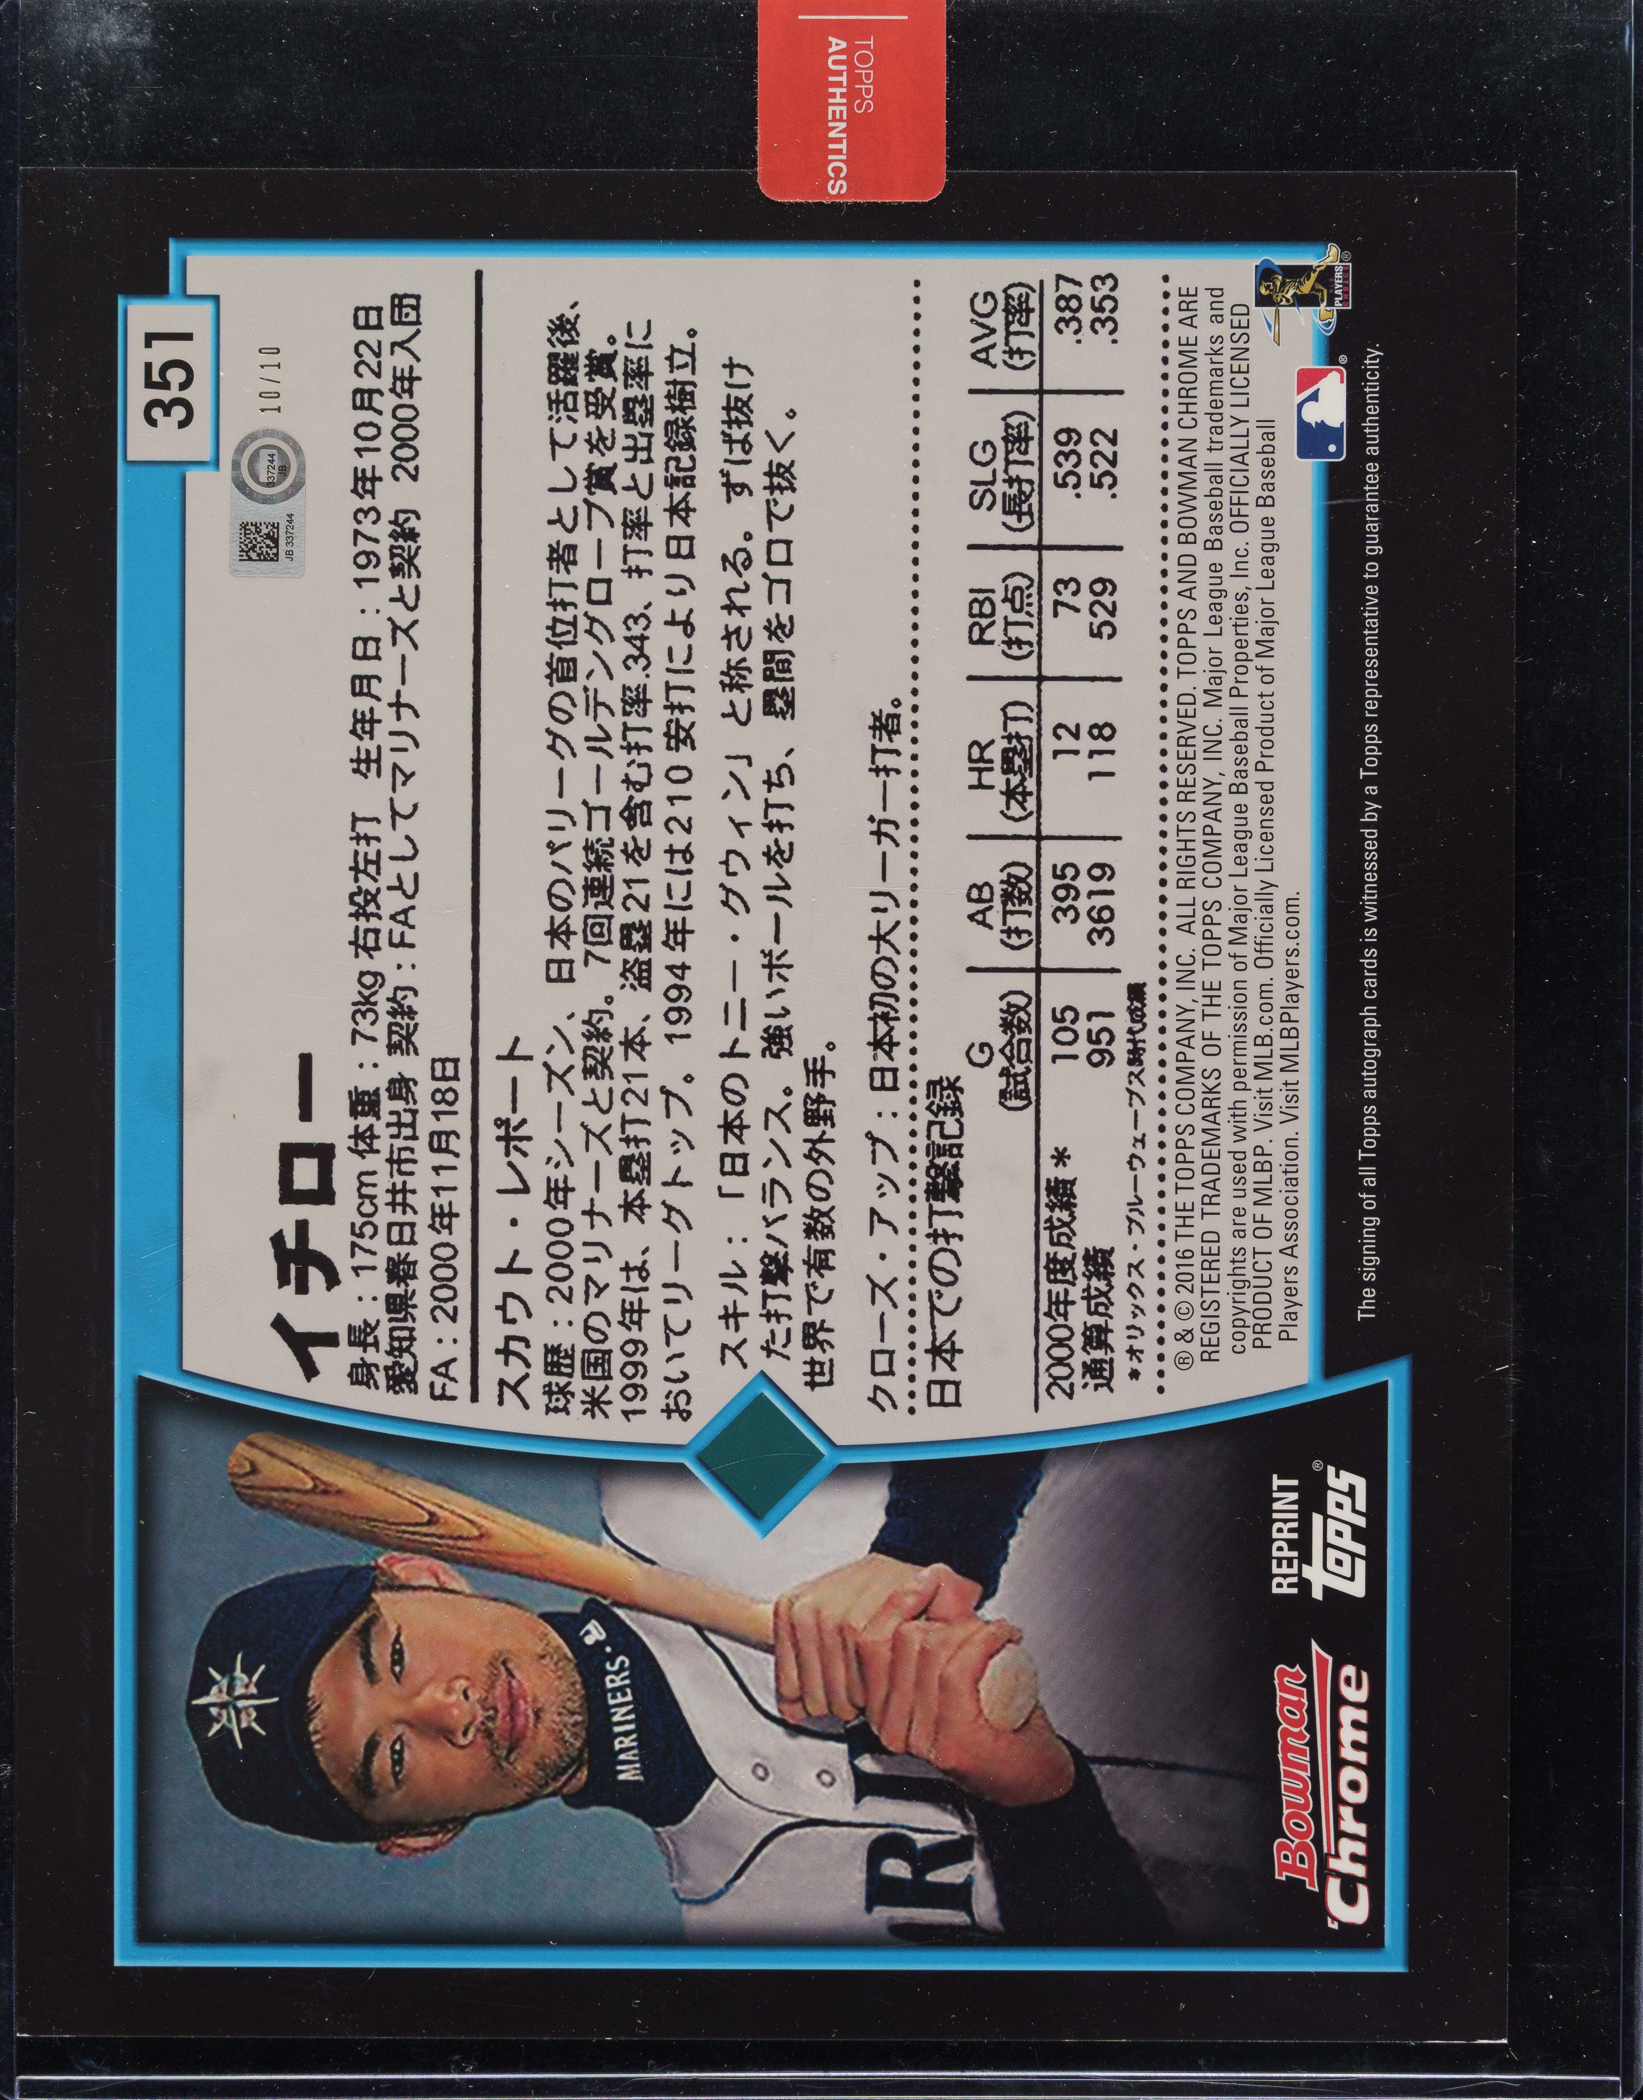 TOPPS
AUTHENTICS
351
10/10
337244
JB
JB 337244
イチロー
身長：175cm 体重：73kg 右投左打 生年月日：1973年10月22日
愛知県春日井市出身 契約：FAとしてマリナーズと契約 2000年入団
FA：2000年11月18日
スカウト・レポート
球歴：2000年シーズン、日本のパリーグの首位打者として活躍後、
米国のマリナーズと契約。7回連続ゴールデングローブ賞を受賞。
1999年は、本塁打21本、盗塁21を含む打率.343、打率と出塁率に
おいてリーグトップ。1994年には210安打により日本記録樹立。
スキル：「日本のトニー・グウィン」と称される。ずば抜け
た打撃バランス。強いボールを打ち、塁間をゴロで抜く。
世界で有数の外野手。
クローズ・アップ：日本初の大リーガー打者。
日本での打撃記録
G AB HR RBI SLG AVG
(試合数) (打数) (本塁打) (打点) (長打率) (打率)
2000年度成績＊ 105 395 12 73 .539 .387
通算成績 951 3619 118 529 .522 .353
＊オリックス・ブルーウェーブス時代の成績
® & © 2016 THE TOPPS COMPANY, INC. ALL RIGHTS RESERVED. TOPPS AND BOWMAN CHROME ARE
REGISTERED TRADEMARKS OF THE TOPPS COMPANY, INC. Major League Baseball trademarks and
copyrights are used with permission of Major League Baseball Properties, Inc. OFFICIALLY LICENSED
PRODUCT OF MLBP. Visit MLB.com. Officially Licensed Product of Major League Baseball
Players Association. Visit MLBPlayers.com.
PLAYERS
CHOICE
®
®
The signing of all Topps autograph cards is witnessed by a Topps representative to guarantee authenticity.
MARINERS
RI
Bowman
Chrome
REPRINT
Topps®